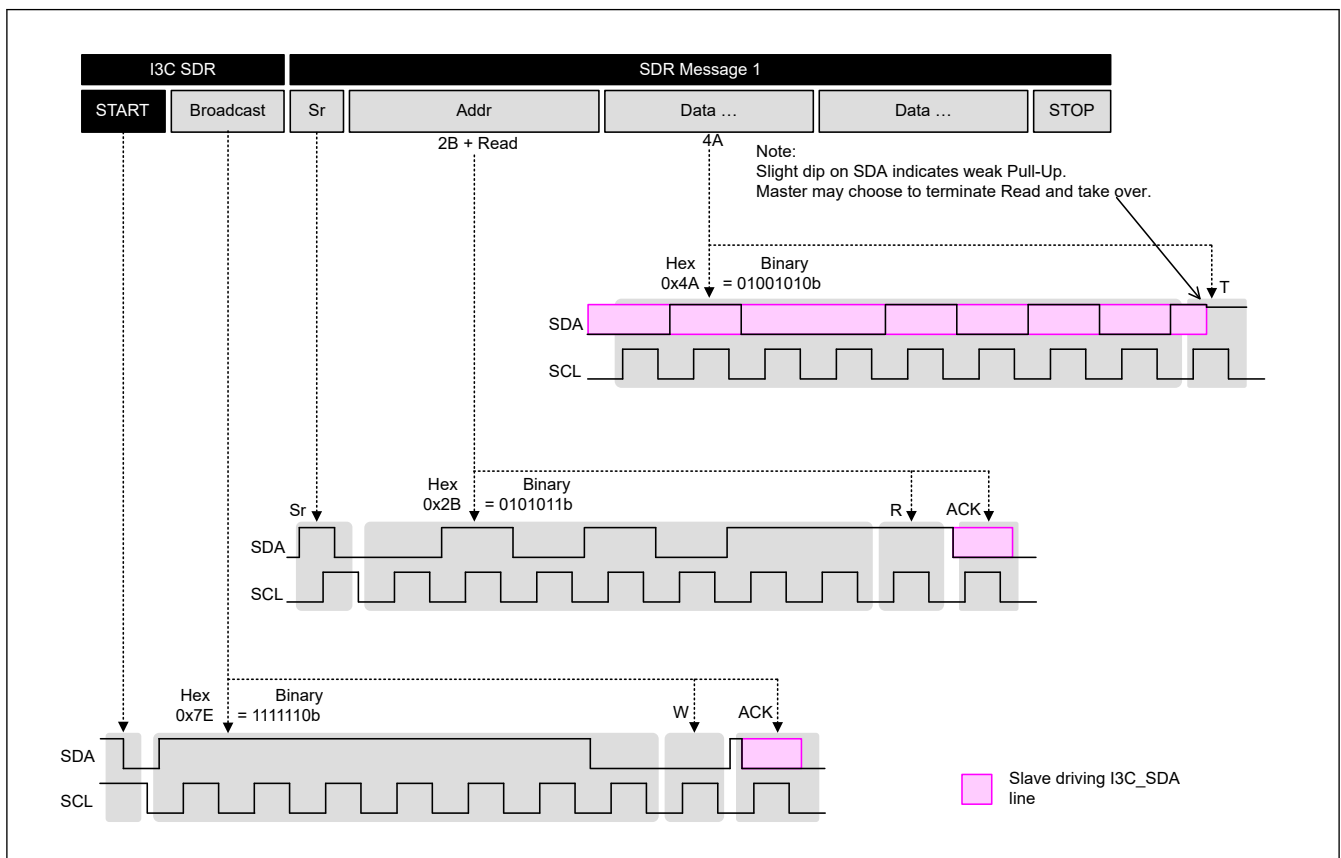 I3C SDR
SDR Message 1
START
Broadcast
Sr
Addr
Data …
Data …
STOP
2B + Read
4A
Note:
Slight dip on SDA indicates weak Pull-Up.
Master may choose to terminate Read and take over.
Hex
Binary
0x4A
= 01001010b
T
SDA
SCL
Hex
Binary
0x2B
= 0101011b
Sr
R
ACK
SDA
SCL
Hex
Binary
0x7E
= 1111110b
W
ACK
SDA
SCL
Slave driving I3C_SDA
line